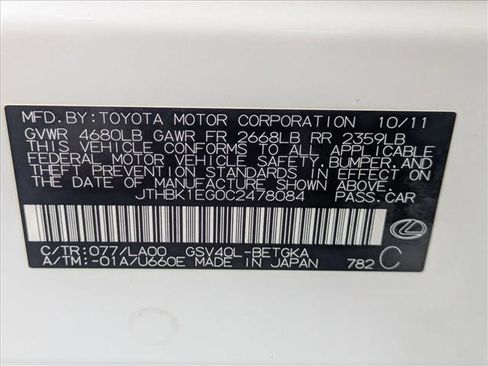 MFD.BY:TOYOTA MOTOR CORPORATION 10/11
GVWR 4680LB GAWR FR 2668LB RR 2359LB
THIS VEHICLE CONFORMS TO ALL APPLICABLE
FEDERAL MOTOR VEHICLE SAFETY,BUMPER,AND
THEFT PREVENTION STANDARDS IN EFFECT ON
THE DATE OF MANUFACTURE SHOWN ABOVE.
JTHBK1EG0C2478084 PASS.CAR
C/TR:077/LA00 GSV40L-BETGKA
A/TM:-01A/U660E MADE IN JAPAN 782 C